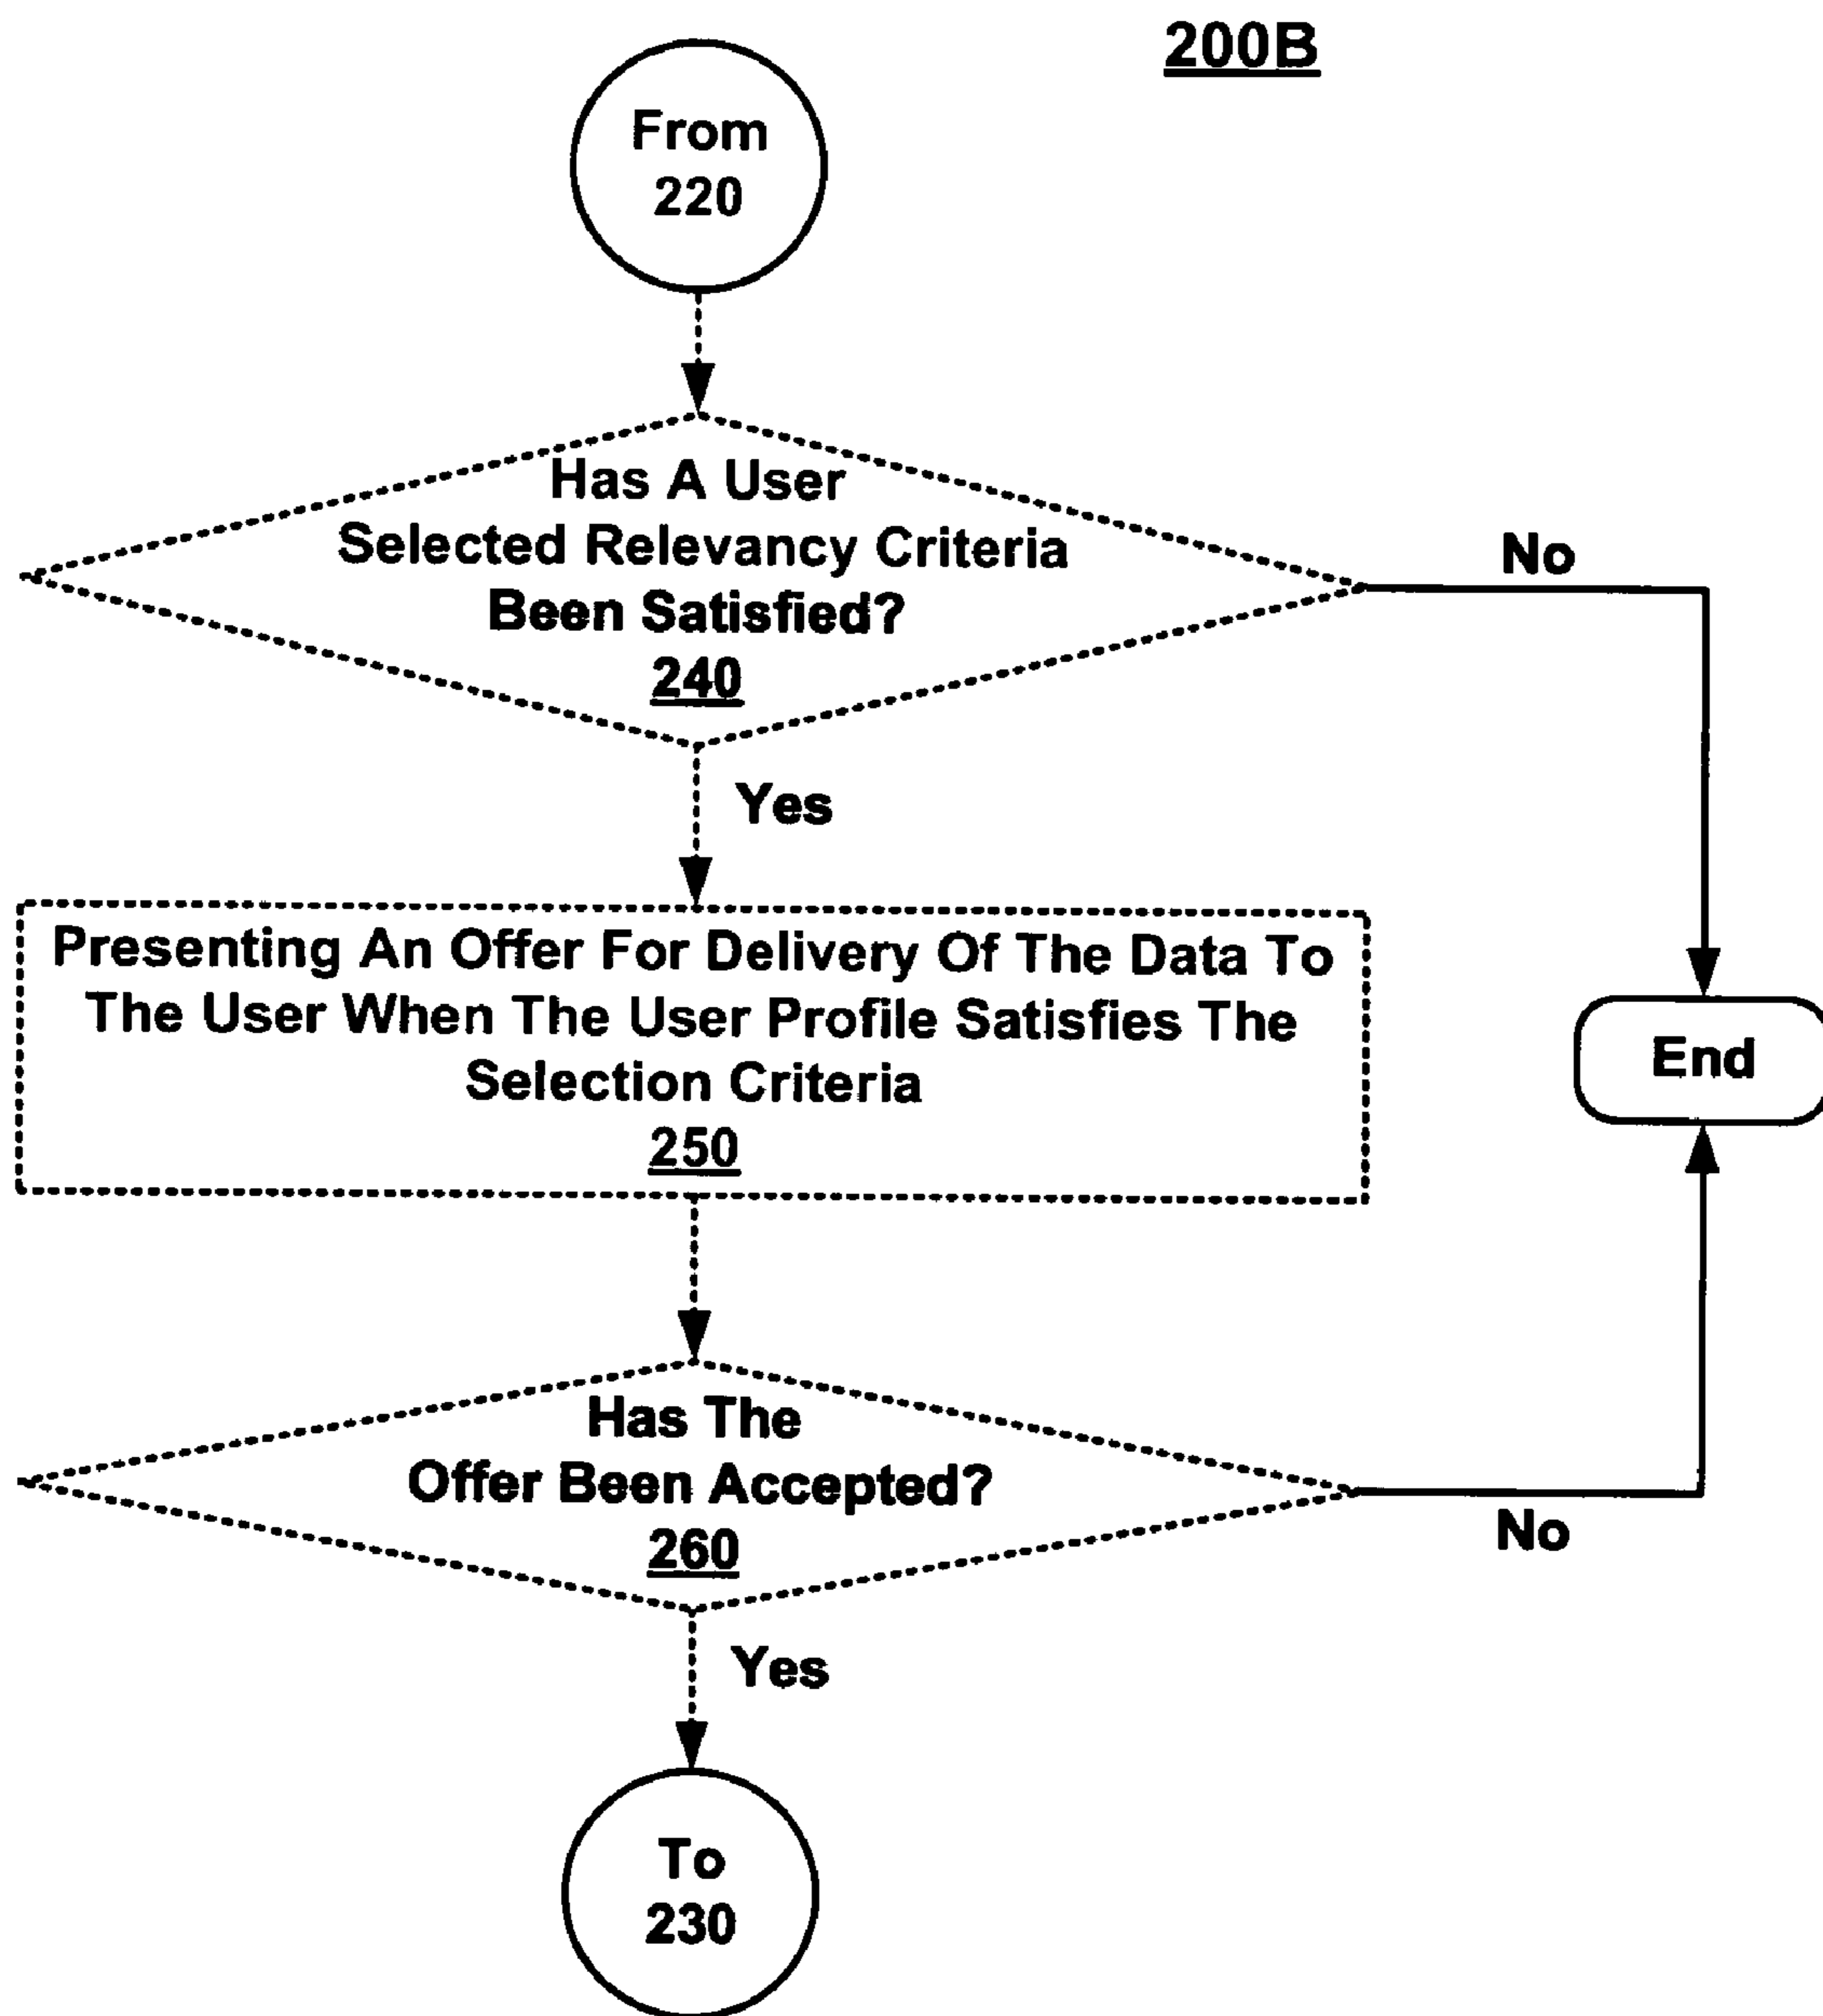 200B
From
220
Has A User
Selected Relevancy Criteria
Been Satisfied?
240
No
Yes
Presenting An Offer For Delivery Of The Data To
The User When The User Profile Satisfies The
Selection Criteria
250
End
Has The
Offer Been Accepted?
260
No
Yes
To
230